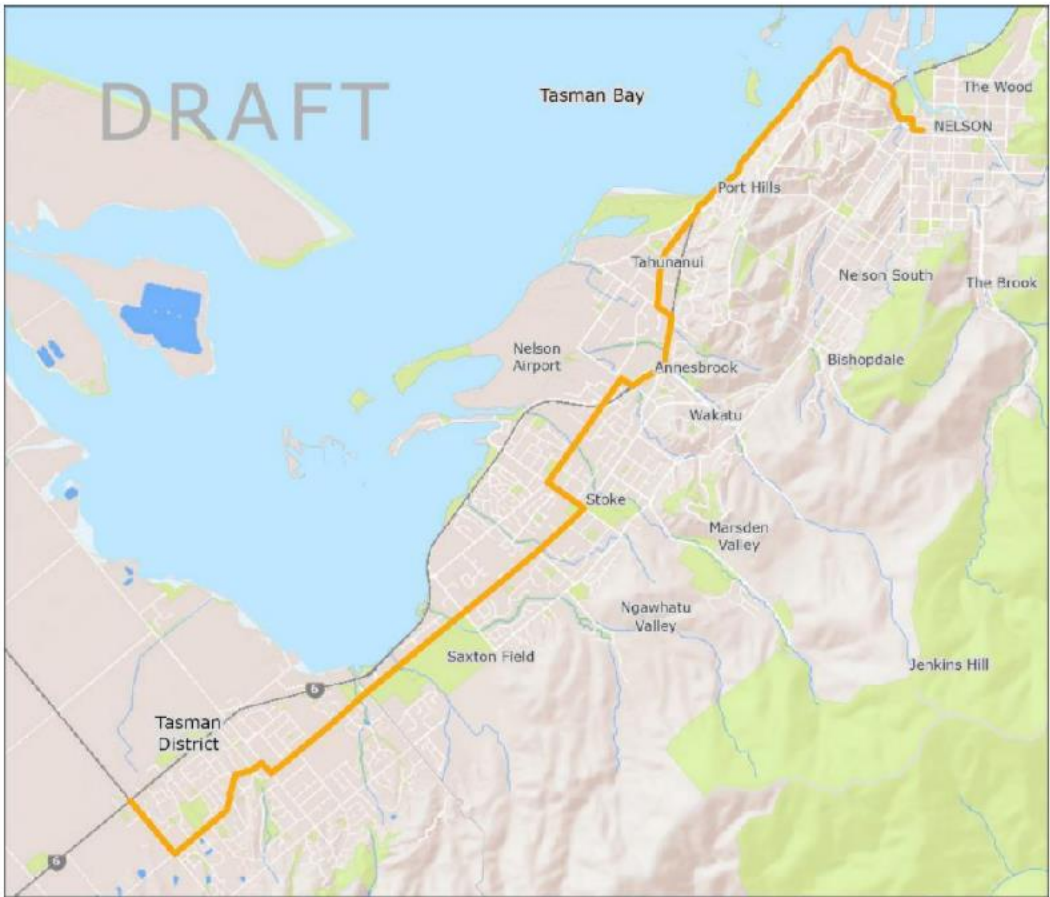 DRAFT
Tasman Bay
The Wood
NELSON
Port Hills
Tahunanui
Nelson South
The Brook
Nelson
Airport
Annesbrook
Bishopdale
Wakatu
Stoke
Marsden
Valley
Ngawhatu
Valley
Saxton Field
Jenkins Hill
6
Tasman
District
6